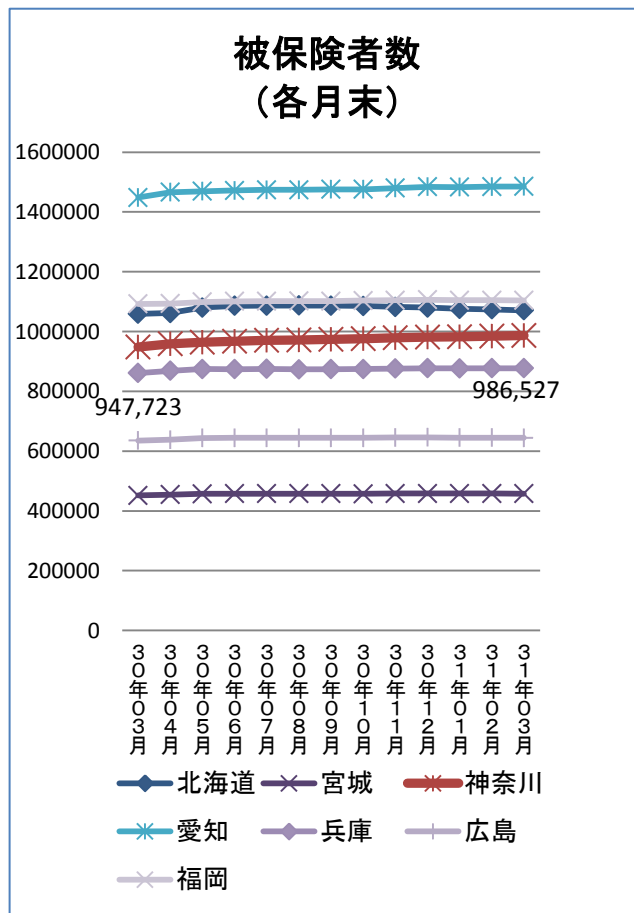 被保険者数
（各月末）
1600000
1400000
1200000
1000000
800000
600000
400000
200000
0
947,723
986,527
３０年０３月
３０年０４月
３０年０５月
３０年０６月
３０年０７月
３０年０８月
３０年０９月
３０年１０月
３０年１１月
３０年１２月
３１年０１月
３１年０２月
３１年０３月
北海道 宮城 神奈川
愛知 兵庫 広島
福岡